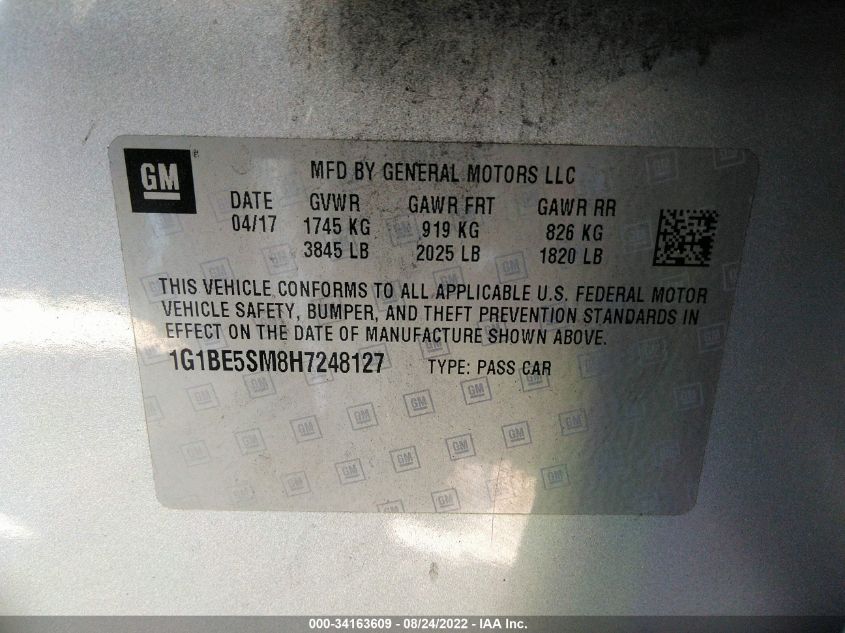 GM
MFD BY GENERAL MOTORS LLC
DATE GVWR GAWR FRT GAWR RR
04/17 1745 KG 919 KG 826 KG
3845 LB 2025 LB 1820 LB
THIS VEHICLE CONFORMS TO ALL APPLICABLE U.S. FEDERAL MOTOR
VEHICLE SAFETY, BUMPER, AND THEFT PREVENTION STANDARDS IN
EFFECT ON THE DATE OF MANUFACTURE SHOWN ABOVE.
1G1BE5SM8H7248127 TYPE: PASS CAR
000-34163609 - 08/24/2022 - IAA Inc.